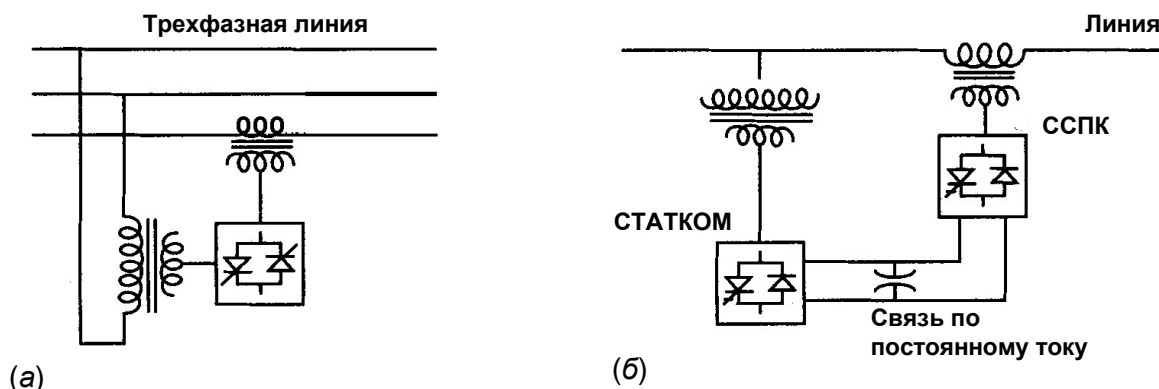 Трехфазная линия
Линия
ССПК
СТАТКОМ
Связь по
постоянному току
(а)
(б)